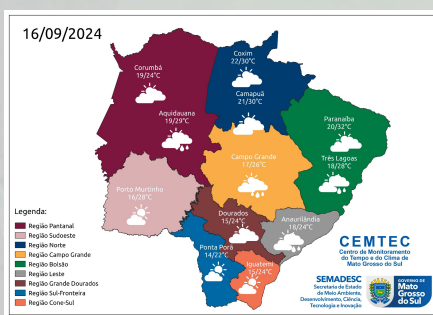 16/09/2024
Corumbá
19/24°C
Coxim
22/30°C
Camapuã
21/30°C
Aquidauana
19/29°C
Paranaíba
20/32°C
Campo Grande
17/26°C
Três Lagoas
18/28°C
Porto Murtinho
16/28°C
Dourados
15/24°C
Anaurilândia
18/24°C
Ponta Porã
14/22°C
Iguatemi
15/24°C
Legenda:
Região Pantanal
Região Sudoeste
Região Norte
Região Campo Grande
Região Bolsão
Região Leste
Região Grande Dourados
Região Sul-Fronteira
Região Cone-Sul
CEMTEC
Centro de Monitoramento
do Tempo e do Clima de
Mato Grosso do Sul
SEMADESC
Secretaria de Estado
de Meio Ambiente,
Desenvolvimento, Ciência,
Tecnologia e Inovação
GOVERNO DE
Mato
Grosso
do Sul